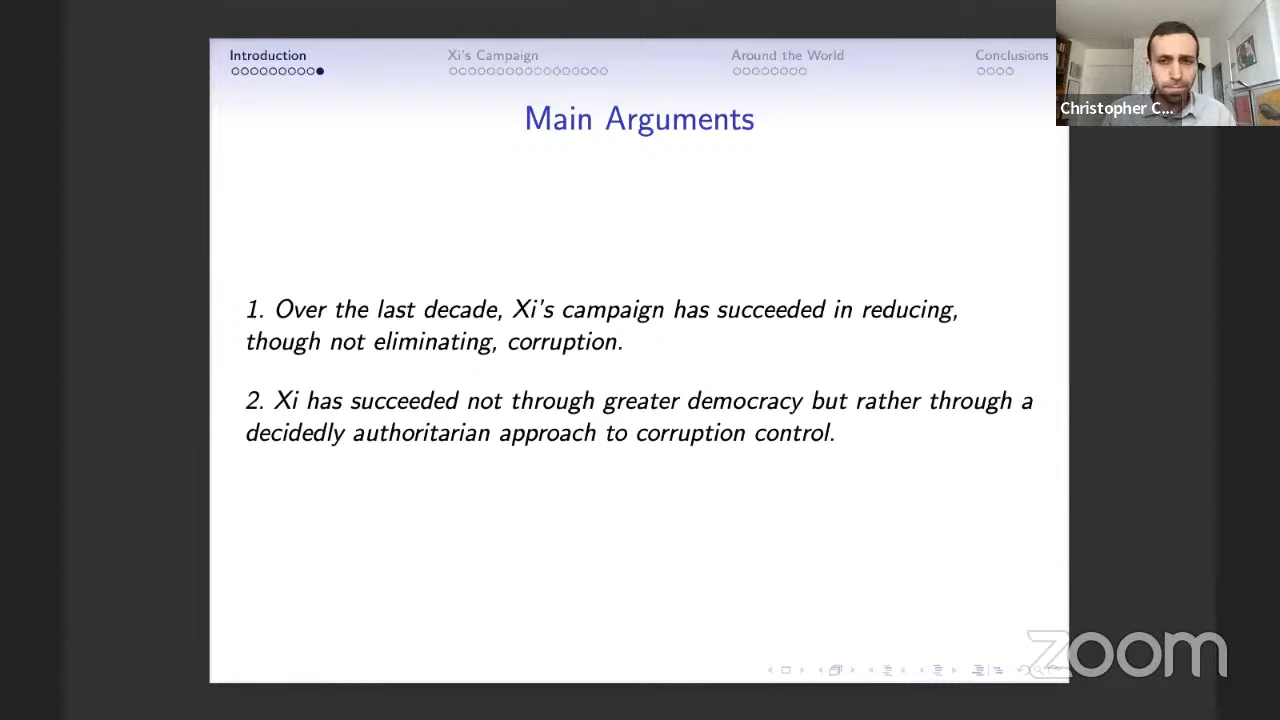 Introduction
Xi's Campaign
Around the World
Conclusions
Christopher C...
Main Arguments
1. Over the last decade, Xi's campaign has succeeded in reducing,
though not eliminating, corruption.
2. Xi has succeeded not through greater democracy but rather through a
decidedly authoritarian approach to corruption control.
zoom